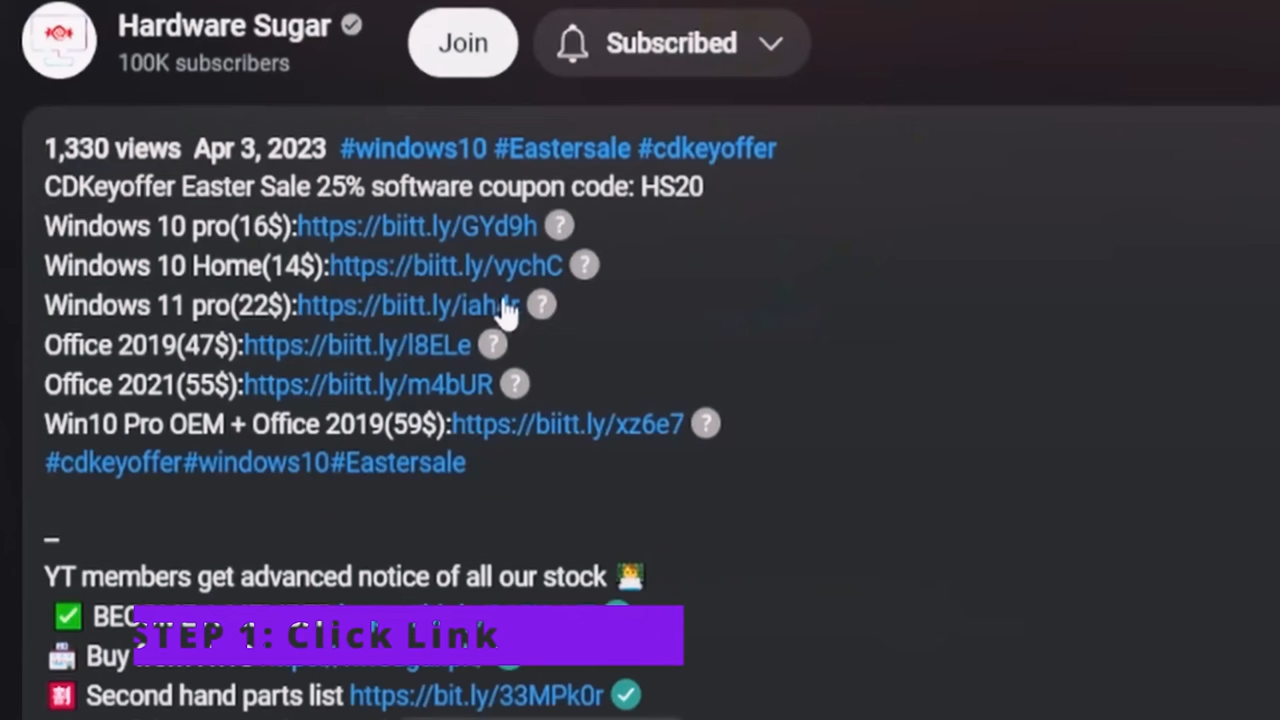 Hardware Sugar
100K subscribers
Join
Subscribed
1,330 views Apr 3, 2023 #windows10 #Eastersale #cdkeyoffer
CDKeyoffer Easter Sale 25% software coupon code: HS20
Windows 10 pro(16$):https://biitt.ly/GYd9h ?
Windows 10 Home(14$):https://biitt.ly/vychC ?
Windows 11 pro(22$): ?
Office 2019(47$):https://biitt.ly/l8ELe ?
Office 2021(55$):https://biitt.ly/m4bUR ?
Win10 Pro OEM + Office 2019(59$):https://biitt.ly/xz6e7 ?
#cdkeyoffer#windows10#Eastersale
–
YT members get advanced notice of all our stock
STEP 1: Click Link
Buy
割 Second hand parts list https://bit.ly/33MPk0r